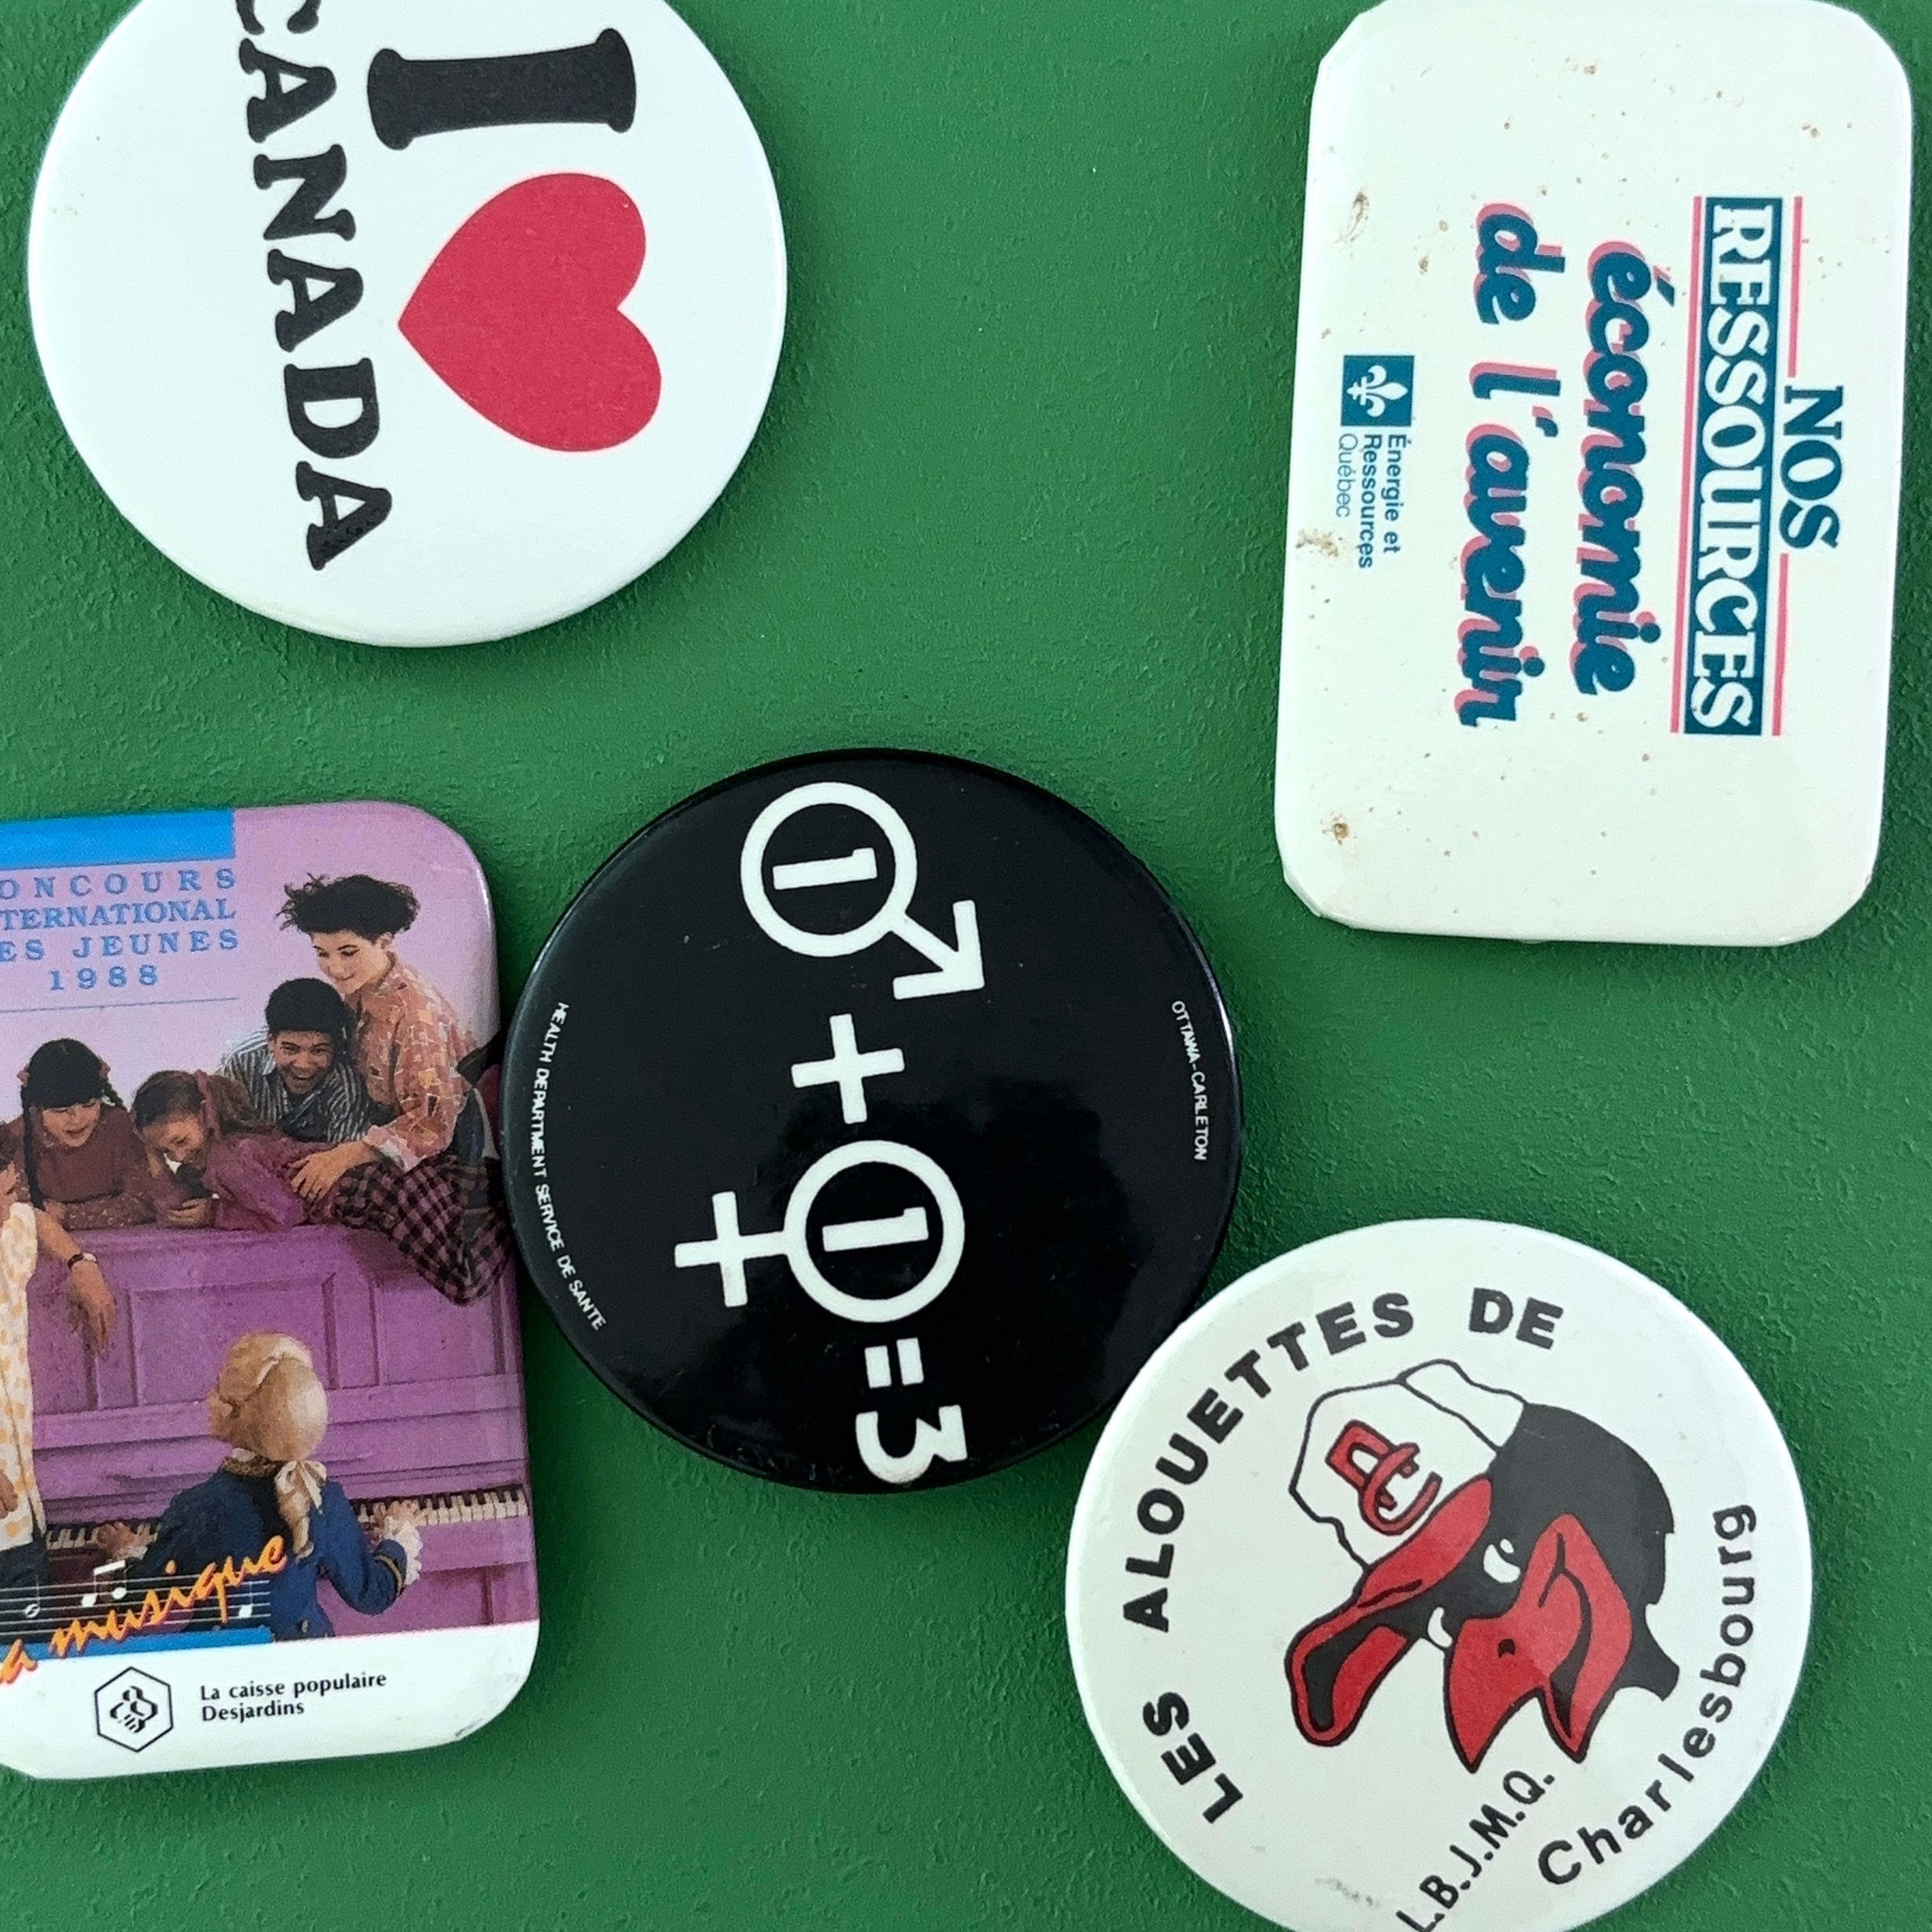 I
CANADA
NOS
RESSOURCES
économie
de l'avenir
Énergie et
Ressources
Québec
ONCOURS
TERNATIONAL
ES JEUNES
1988
a musique
La caisse populaire
Desjardins
OTTAWA-CARLETON
1 + 1 = 3
HEALTH DEPARTMENT SERVICE DE SANTE
LES ALOUETTES DE
L.B.J.M.Q.
Charlesbourg